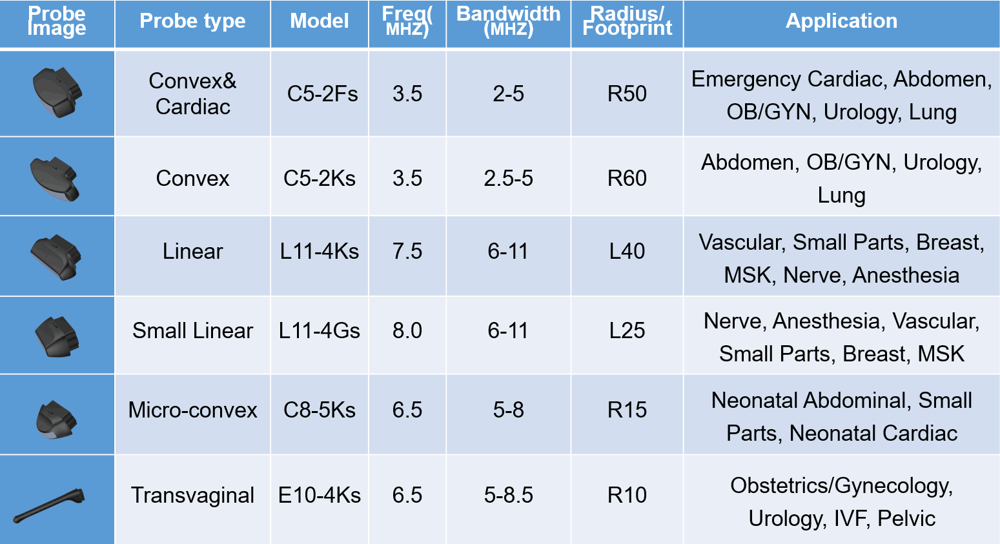 Probe
Image
Probe type
Model
Freq(
MHZ)
Bandwidth
(MHZ)
Radius/
Footprint
Application
Convex&
Cardiac
C5-2Fs
3.5
2-5
R50
Emergency Cardiac, Abdomen,
OB/GYN, Urology, Lung
Convex
C5-2Ks
3.5
2.5-5
R60
Abdomen, OB/GYN, Urology,
Lung
Linear
L11-4Ks
7.5
6-11
L40
Vascular, Small Parts, Breast,
MSK, Nerve, Anesthesia
Small Linear
L11-4Gs
8.0
6-11
L25
Nerve, Anesthesia, Vascular,
Small Parts, Breast, MSK
Micro-convex
C8-5Ks
6.5
5-8
R15
Neonatal Abdominal, Small
Parts, Neonatal Cardiac
Transvaginal
E10-4Ks
6.5
5-8.5
R10
Obstetrics/Gynecology,
Urology, IVF, Pelvic